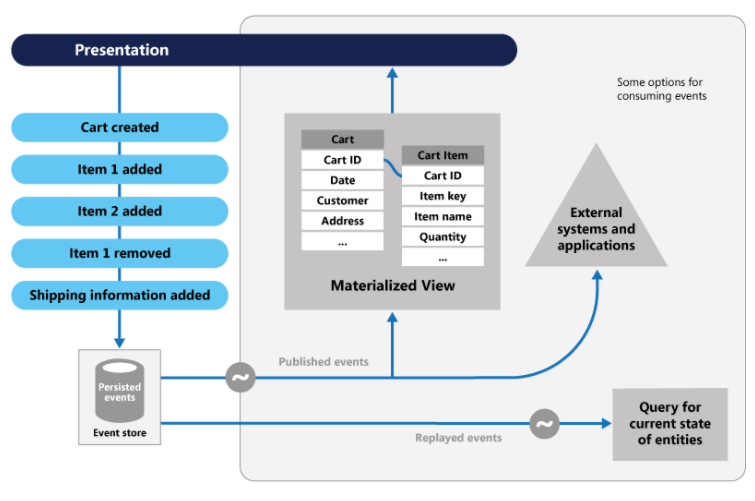 Presentation
Some options for
consuming events
Cart created
Item 1 added
Item 2 added
Item 1 removed
Shipping information added
Persisted
events
Event store
Cart
Cart ID
Date
Customer
Address
...
Cart Item
Cart ID
Item key
Item name
Quantity
...
Materialized View
External
systems and
applications
Published events
~
Replayed events
~
Query for
current state
of entities